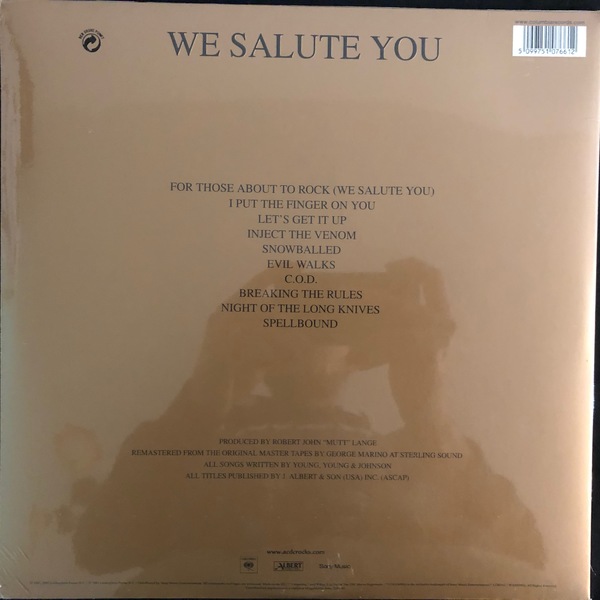 www.columbiarecords.com
WE SALUTE YOU
5 099751 076612
FOR THOSE ABOUT TO ROCK (WE SALUTE YOU)
I PUT THE FINGER ON YOU
LET'S GET IT UP
INJECT THE VENOM
SNOWBALLED
EVIL WALKS
C.O.D.
BREAKING THE RULES
NIGHT OF THE LONG KNIVES
SPELLBOUND
PRODUCED BY ROBERT JOHN "MUTT" LANGE
REMASTERED FROM THE ORIGINAL MASTER TAPES BY GEORGE MARINO AT STERLING SOUND
ALL SONGS WRITTEN BY YOUNG, YOUNG & JOHNSON
ALL TITLES PUBLISHED BY J. ALBERT & SON (USA) INC. (ASCAP)
www.acdcrocks.com
ALBERT
Sony Music